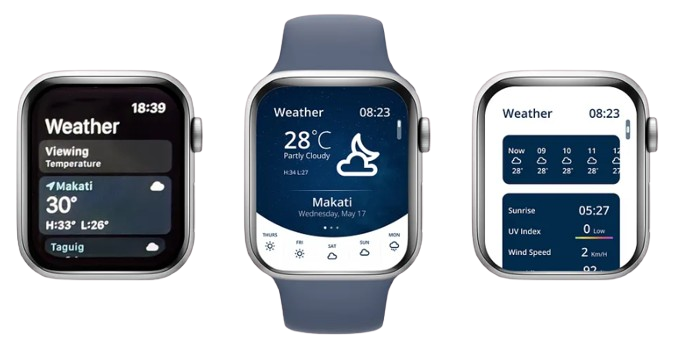 18:39
Weather
Viewing
Temperature
Makati
30°
H:33° L:26°
Taguig
Weather 08:23
28°C
Partly Cloudy
H:34 L:27
Makati
Wednesday, May 17
THURS FRI SAT SUN MON
Weather 08:23
Now 09 10 11 12
28° 28° 28° 28° 28°
Sunrise 05:27
UV Index 0 Low
Wind Speed 2 Km/H